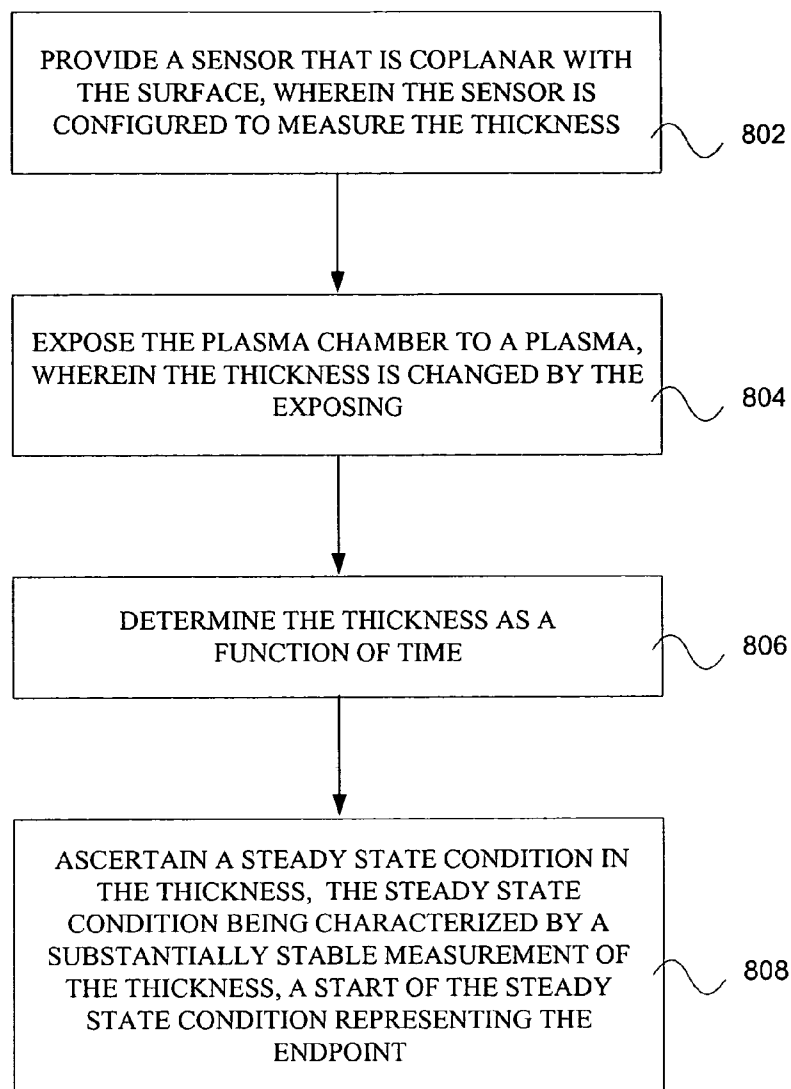 PROVIDE A SENSOR THAT IS COPLANAR WITH
THE SURFACE, WHEREIN THE SENSOR IS
CONFIGURED TO MEASURE THE THICKNESS
802
EXPOSE THE PLASMA CHAMBER TO A PLASMA,
WHEREIN THE THICKNESS IS CHANGED BY THE
EXPOSING
804
DETERMINE THE THICKNESS AS A
FUNCTION OF TIME
806
ASCERTAIN A STEADY STATE CONDITION IN
THE THICKNESS, THE STEADY STATE
CONDITION BEING CHARACTERIZED BY A
SUBSTANTIALLY STABLE MEASUREMENT OF
THE THICKNESS, A START OF THE STEADY
STATE CONDITION REPRESENTING THE
ENDPOINT
808